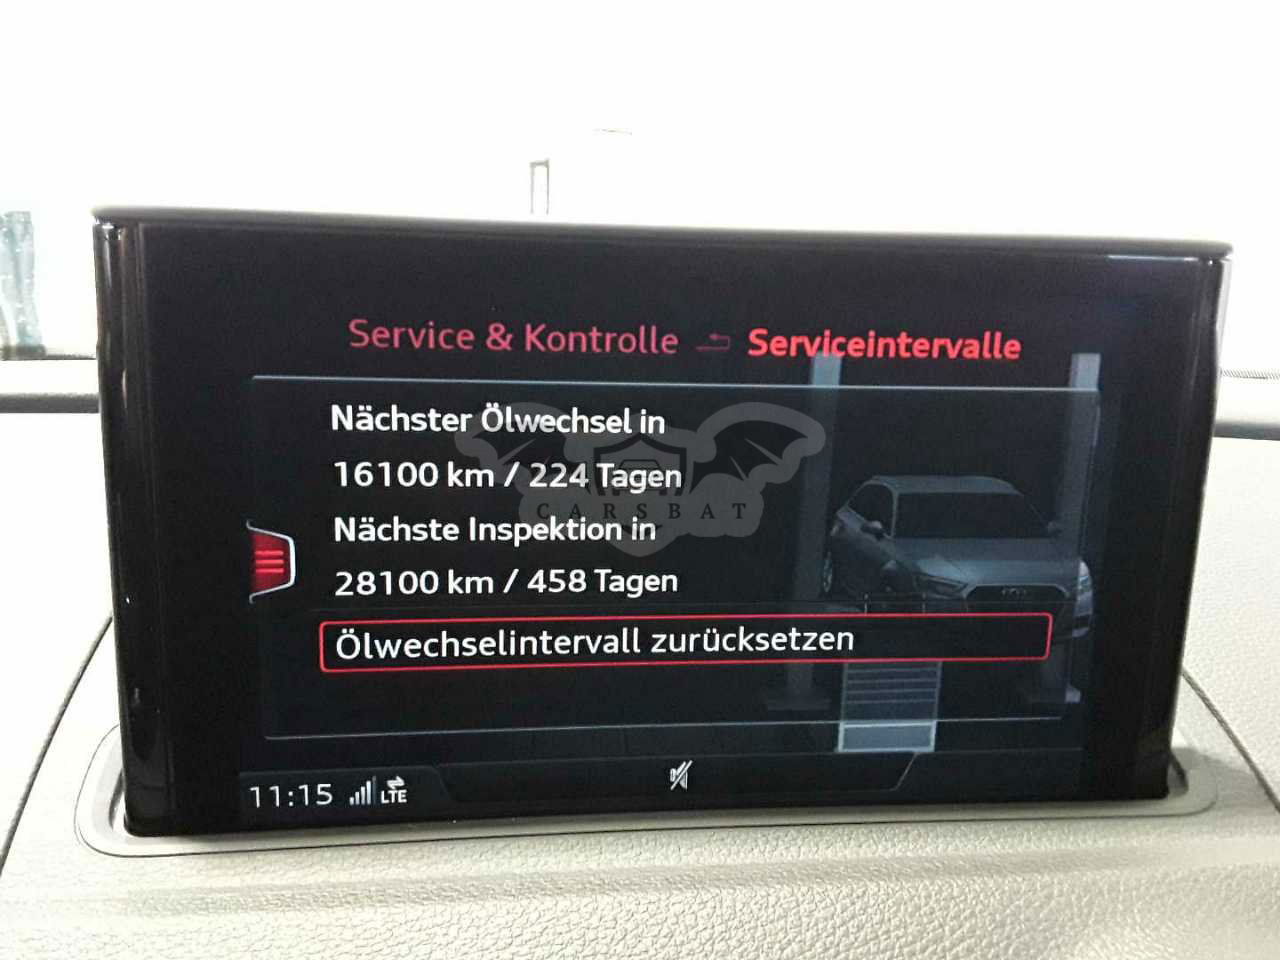 Service & Kontrolle Serviceintervalle
Nächster Ölwechsel in
16100 km / 224 Tagen
CARSBAT
Nächste Inspektion in
28100 km / 458 Tagen
Ölwechselintervall zurücksetzen
11:15 LTE